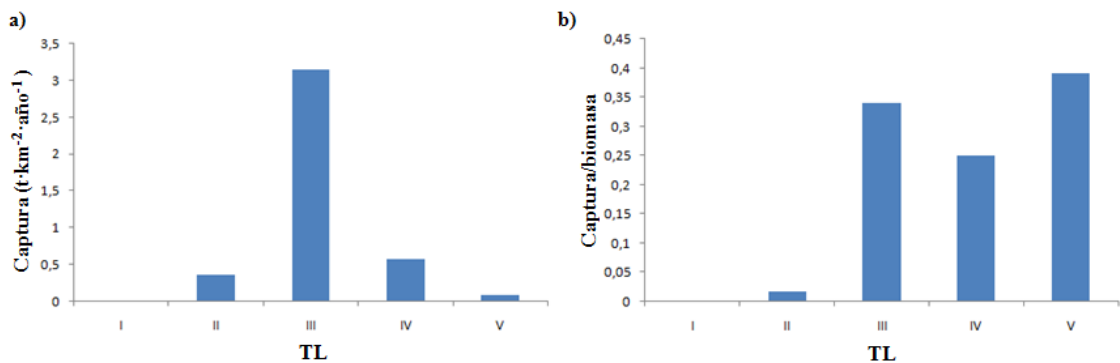 a)
Captura (t·km-2·año-1)
3,5
3
2,5
2
1,5
1
0,5
0
I II III IV V
TL
b)
Captura/biomasa
0,45
0,4
0,35
0,3
0,25
0,2
0,15
0,1
0,05
0
I II III IV V
TL